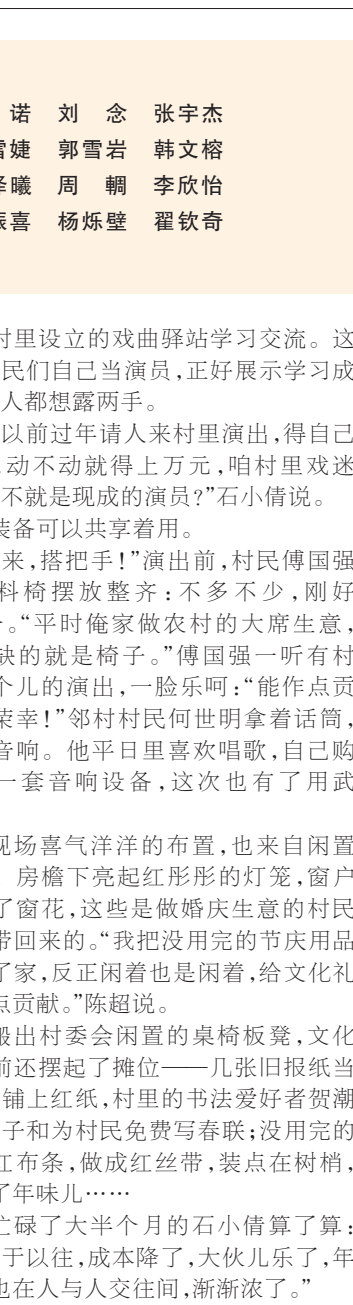 诺 刘 念 张宇杰
雪婕 郭雪岩 韩文榕
泽曦 周 輖 李欣怡
振喜 杨烁壁 翟钦奇
村里设立的戏曲驿站学习交流。这
民们自己当演员,正好展示学习成
人都想露两手。
以前过年请人来村里演出,得自己
动不动就得上万元,咱村里戏迷
不就是现成的演员?”石小倩说。
装备可以共享着用。
来,搭把手!”演出前,村民傅国强
料椅摆放整齐:不多不少,刚好
。“平时俺家做农村的大席生意,
缺的就是椅子。”傅国强一听有村
个儿的演出,一脸乐呵:“能作点贡
荣幸!”邻村村民何世明拿着话筒,
音响。他平日里喜欢唱歌,自己购
一套音响设备,这次也有了用武
现场喜气洋洋的布置,也来自闲置
房檐下亮起红彤彤的灯笼,窗户
了窗花,这些是做婚庆生意的村民
带回来的。“我把没用完的节庆用品
了家,反正闲着也是闲着,给文化礼
点贡献。”陈超说。
搬出村委会闲置的桌椅板凳,文化
前还摆起了摊位——几张旧报纸当
铺上红纸,村里的书法爱好者贺潮
子和为村民免费写春联;没用完的
红布条,做成红丝带,装点在树梢,
了年味儿……
忙碌了大半个月的石小倩算了算:
于以往,成本降了,大伙儿乐了,年
也在人与人交往间,渐渐浓了。”